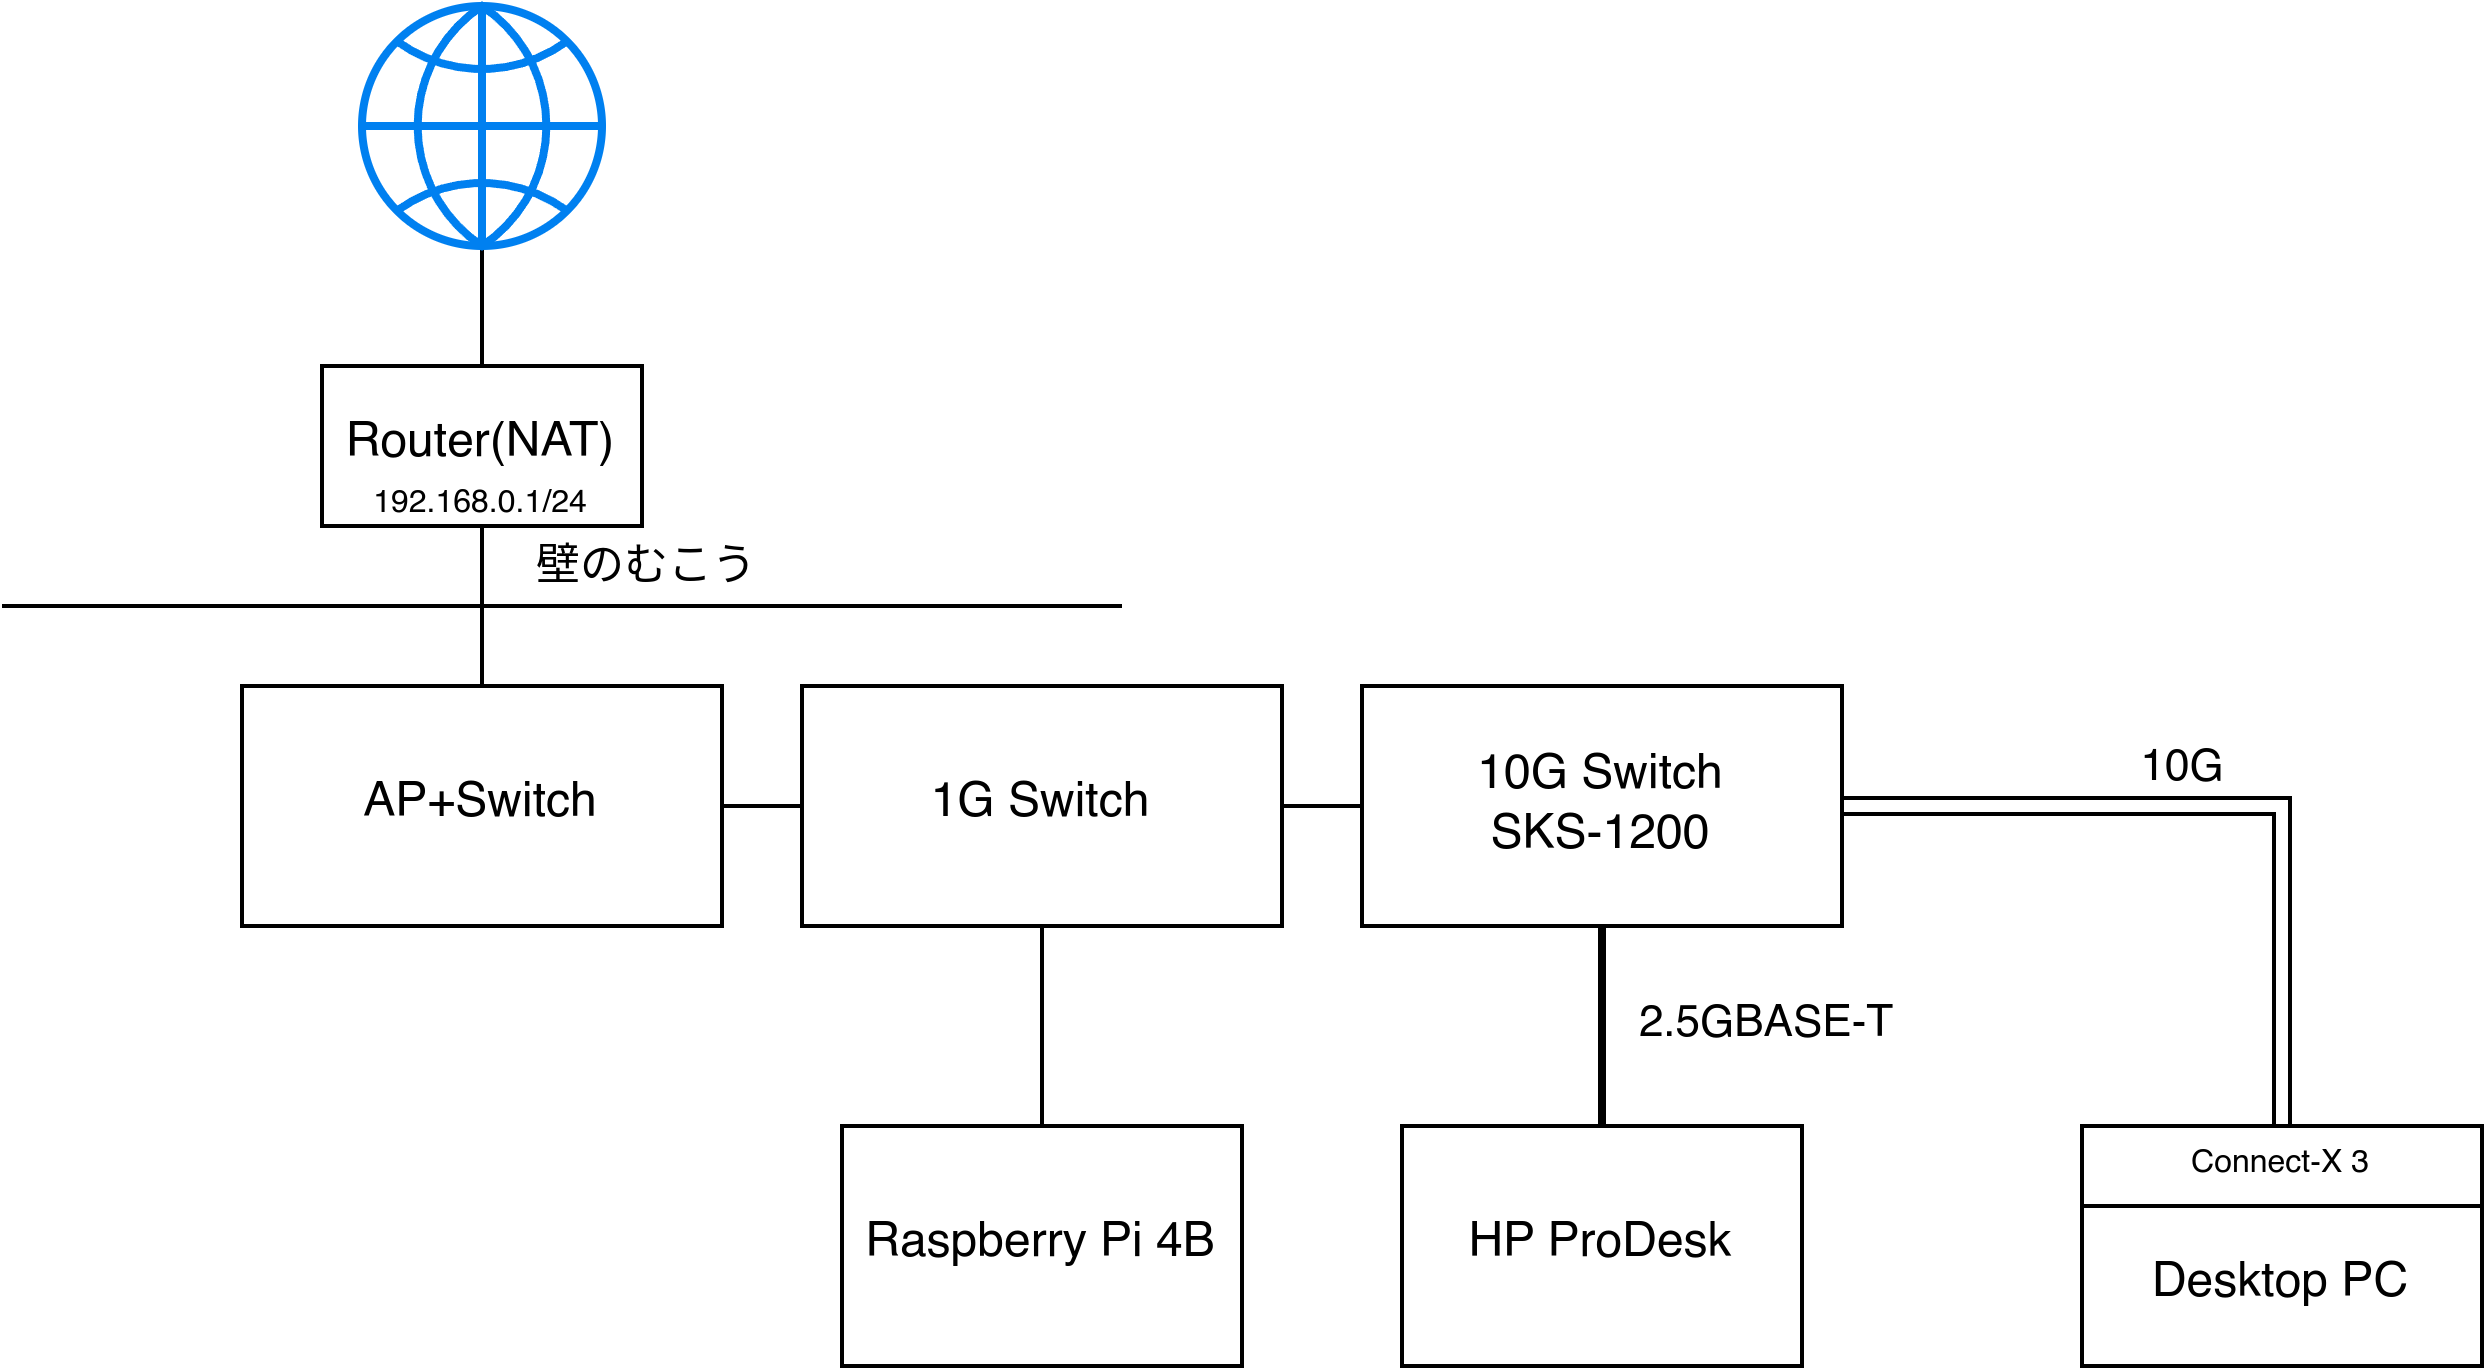 Router(NAT)
192.168.0.1/24
壁のむこう
AP+Switch
1G Switch
10G Switch
SKS-1200
10G
2.5GBASE-T
Raspberry Pi 4B
HP ProDesk
Connect-X 3
Desktop PC